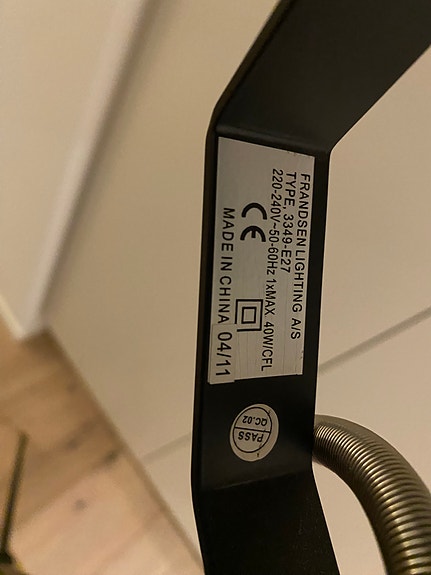 FRANDSEN LIGHTING A/S
TYPE, 3349-E27
220-240V~50-60Hz 1xMAX. 40W/CFL
CE
MADE IN CHINA 04/11
PASS
QC.02